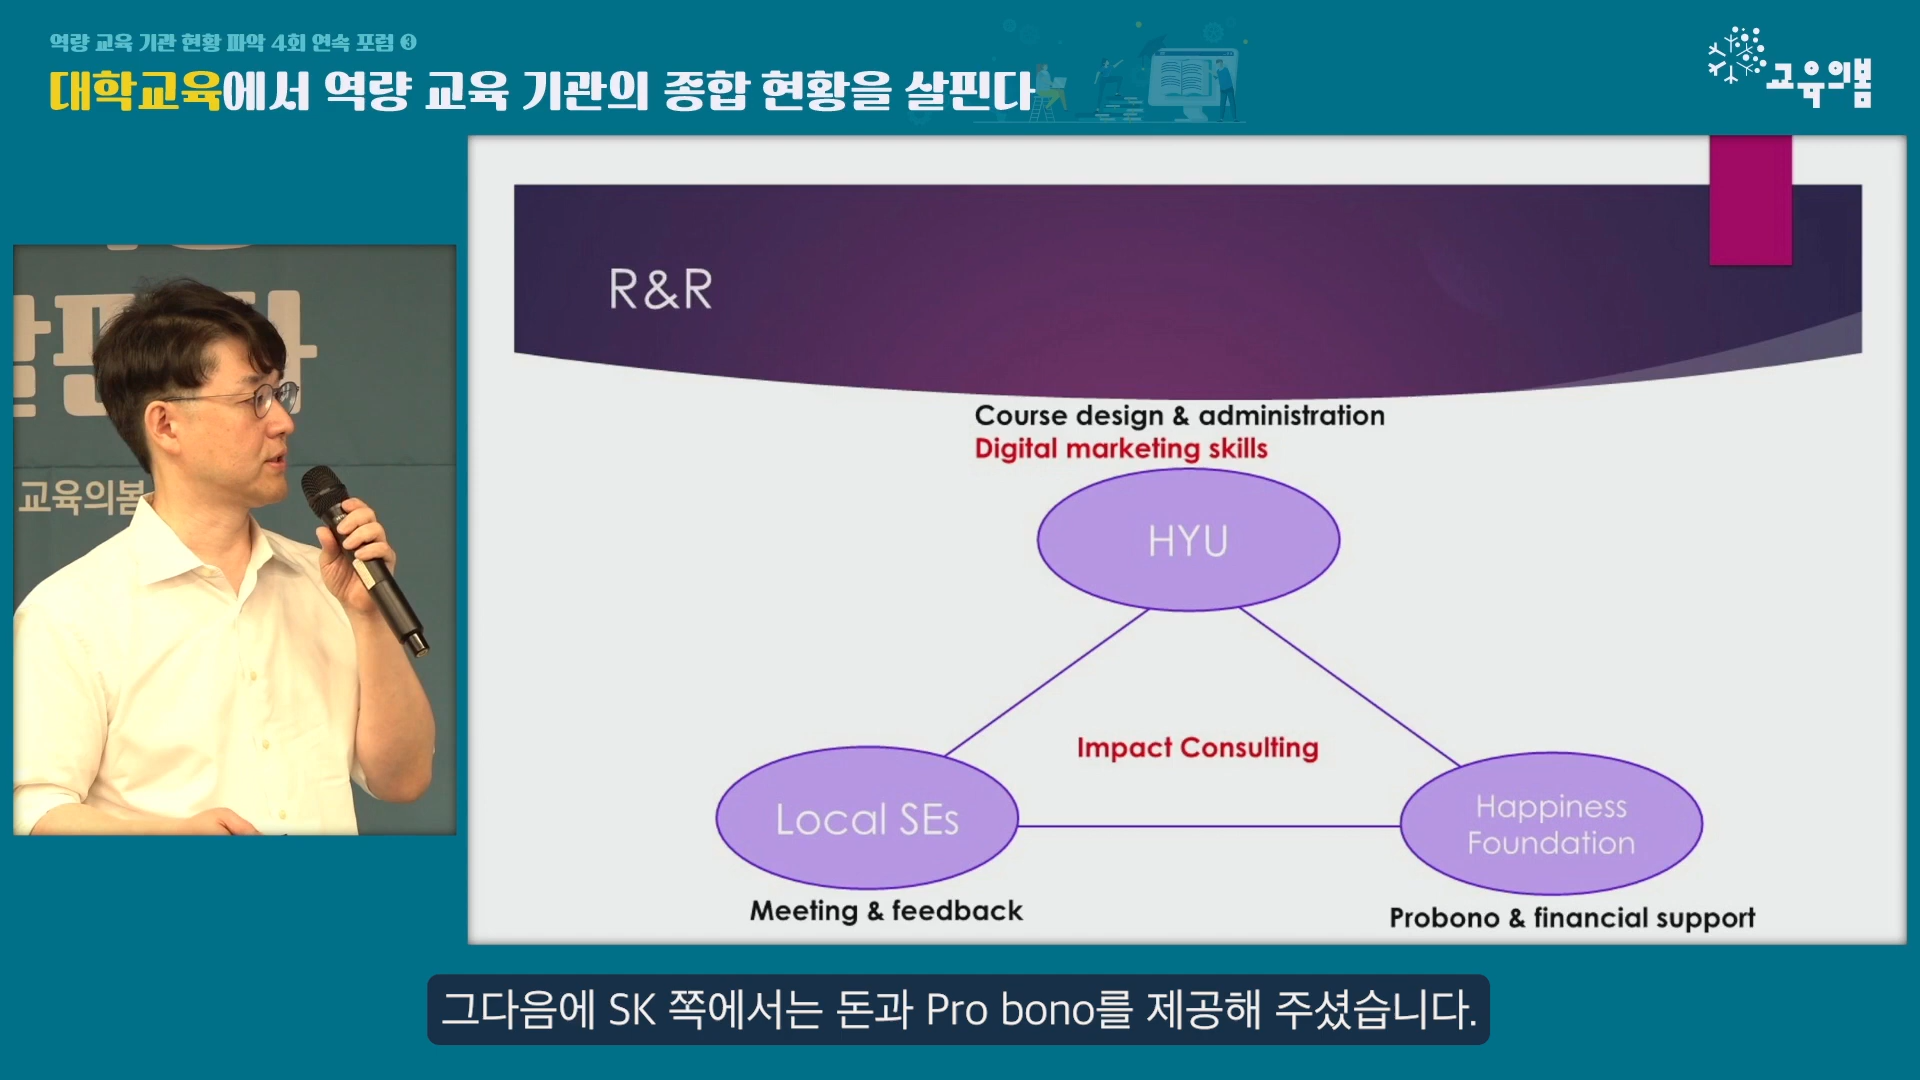 역량 교육 기관 현황 파악 4회 연속 포럼 ❸
대학교육에서 역량 교육 기관의 종합 현황을 살핀다
교육의봄
R&R
교육의봄
Course design & administration
Digital marketing skills
HYU
Impact Consulting
Local SEs
Happiness
Foundation
Meeting & feedback
Probono & financial support
그다음에 SK 쪽에서는 돈과 Pro bono를 제공해 주셨습니다.